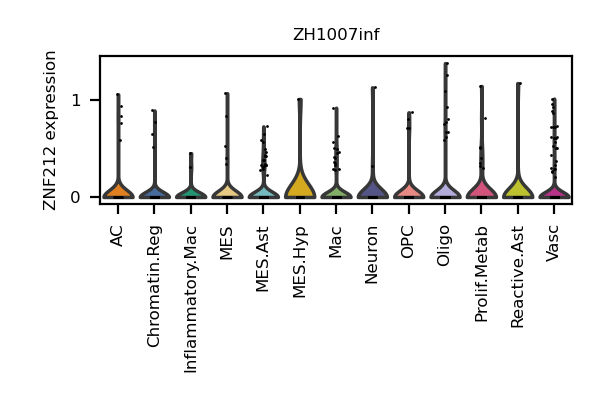 ZH1007inf
ZNF212 expression
1
0
AC
Chromatin.Reg
Inflammatory.Mac
MES
MES.Ast
MES.Hyp
Mac
Neuron
OPC
Oligo
Prolif.Metab
Reactive.Ast
Vasc